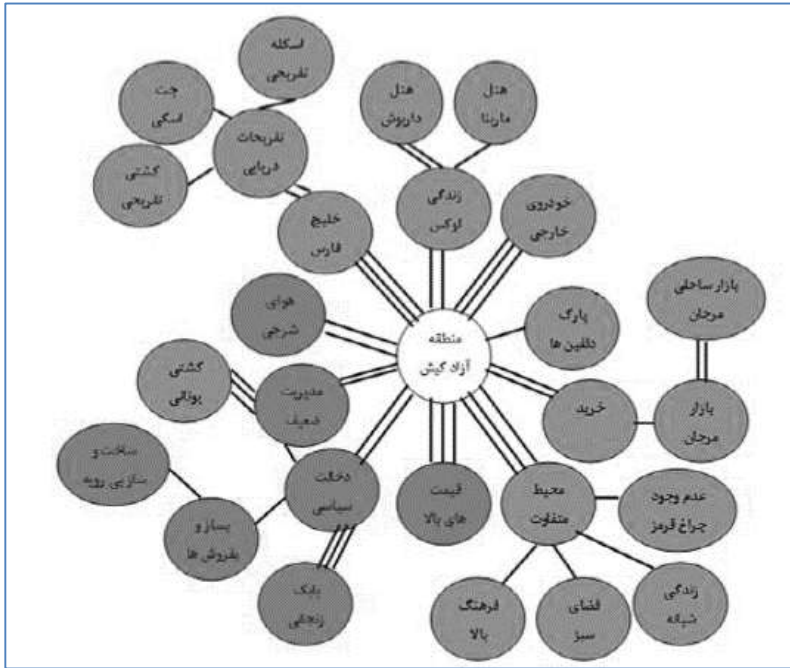 اسکله
تفریحی
جت
اسکی
تفریحات
دریایی
کشتی
تفریحی
هتل
داریوش
هتل
مارینا
زندگی
لوکس
خودروی
خارجی
خلیج
فارس
هوای
شرجی
منطقه
آزاد کیش
پارک
دلفین ها
بازار ساحلی
مرجان
خرید
بازار
مرجان
کشتی
یونانی
مدیریت
ضعیف
ساخت و
ساز بی رویه
دخالت
سیاسی
قیمت
های بالا
محیط
متفاوت
عدم وجود
چراغ قرمز
بساز و
بفروش ها
بابک
زنجانی
فرهنگ
بالا
فضای
سبز
زندگی
شبانه